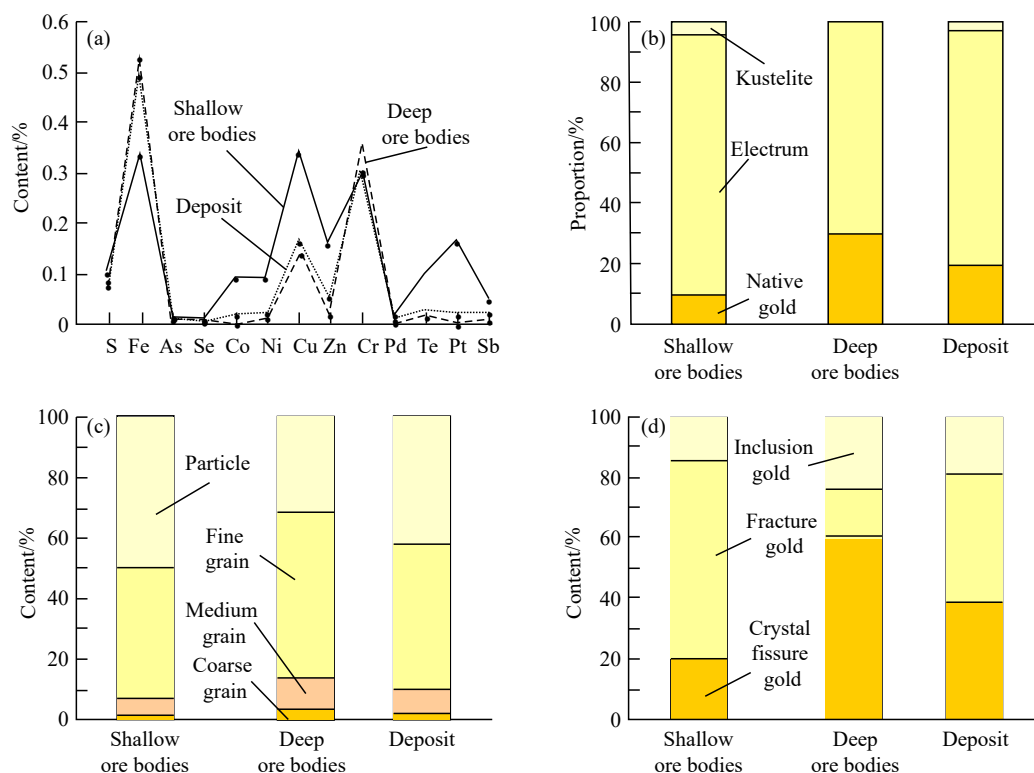 (a)
0.6
0.5
0.4
0.3
0.2
0.1
0
Content/%
Shallow
ore bodies
Deep
ore bodies
Deposit
S Fe As Se Co Ni Cu Zn Cr Pd Te Pt Sb
(b)
100
80
60
40
20
0
Proportion/%
Kustelite
Electrum
Native
gold
Shallow
ore bodies
Deep
ore bodies
Deposit
(c)
100
80
60
40
20
0
Content/%
Particle
Fine
grain
Medium
grain
Coarse
grain
Shallow
ore bodies
Deep
ore bodies
Deposit
(d)
100
80
60
40
20
0
Content/%
Inclusion
gold
Fracture
gold
Crystal
fissure
gold
Shallow
ore bodies
Deep
ore bodies
Deposit